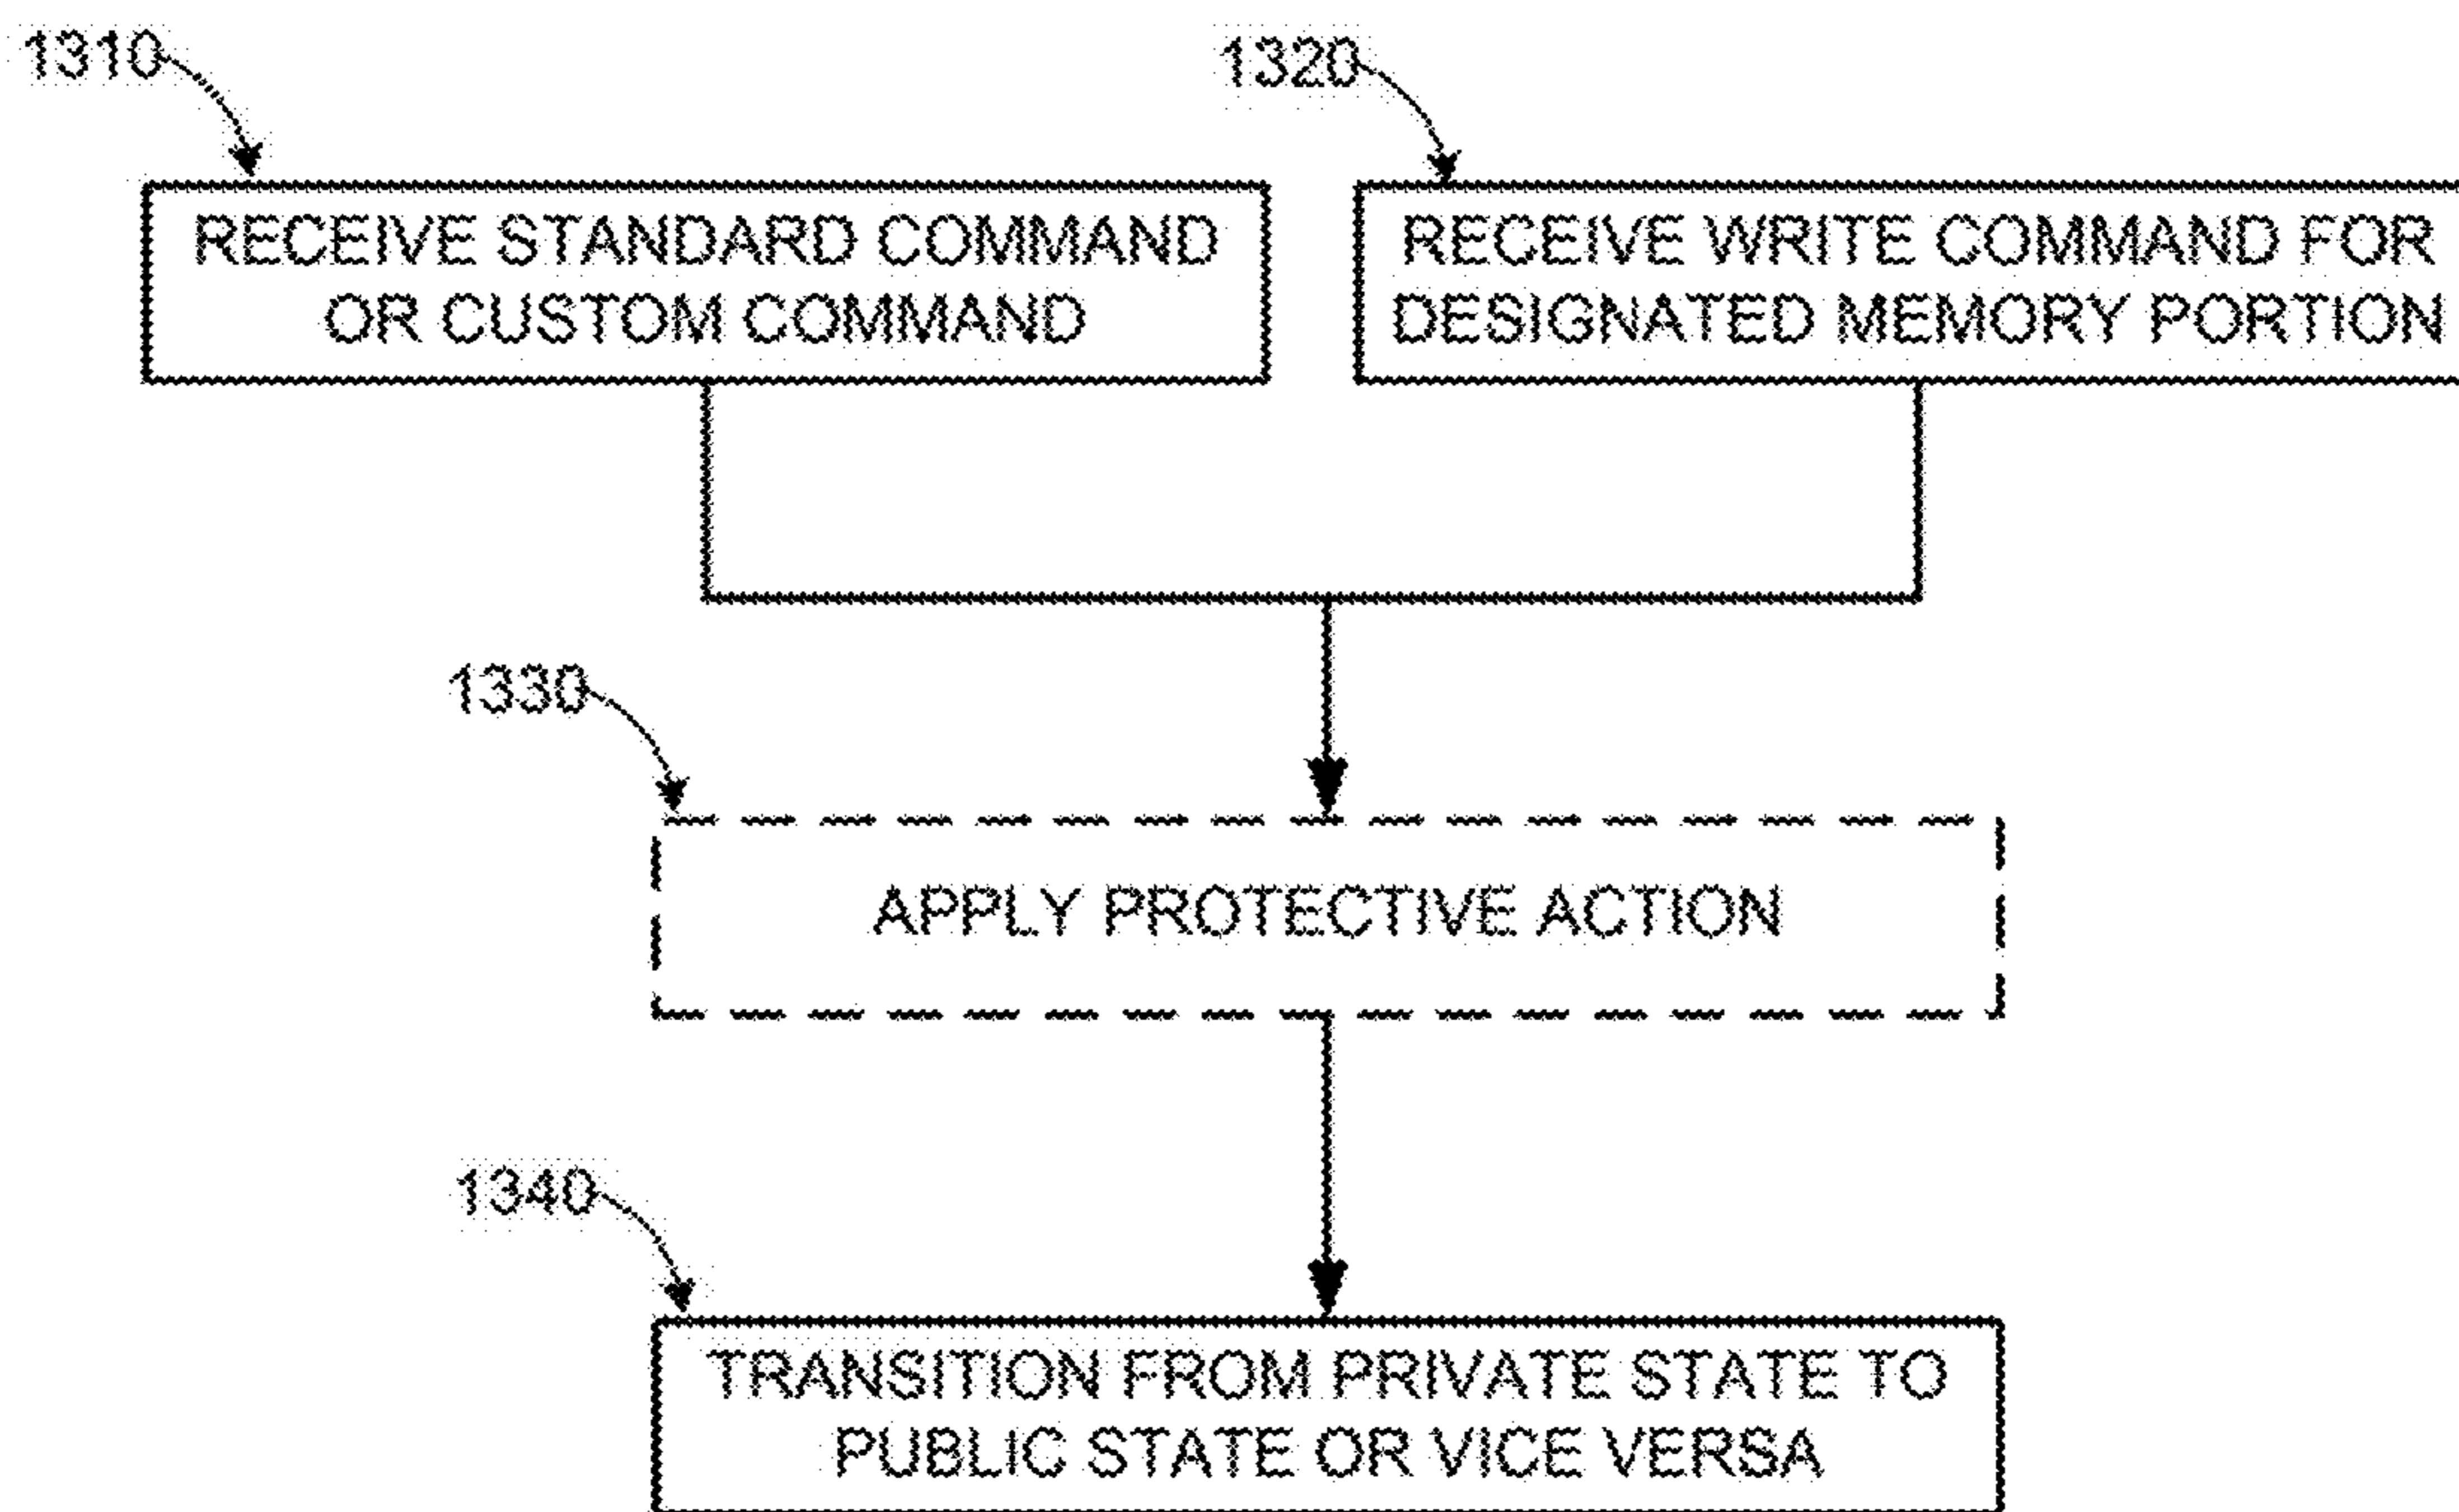 1310
1320
RECEIVE STANDARD COMMAND
OR CUSTOM COMMAND
RECEIVE WRITE COMMAND FOR
DESIGNATED MEMORY PORTION
1330
APPLY PROTECTIVE ACTION
1340
TRANSITION FROM PRIVATE STATE TO
PUBLIC STATE OR VICE VERSA